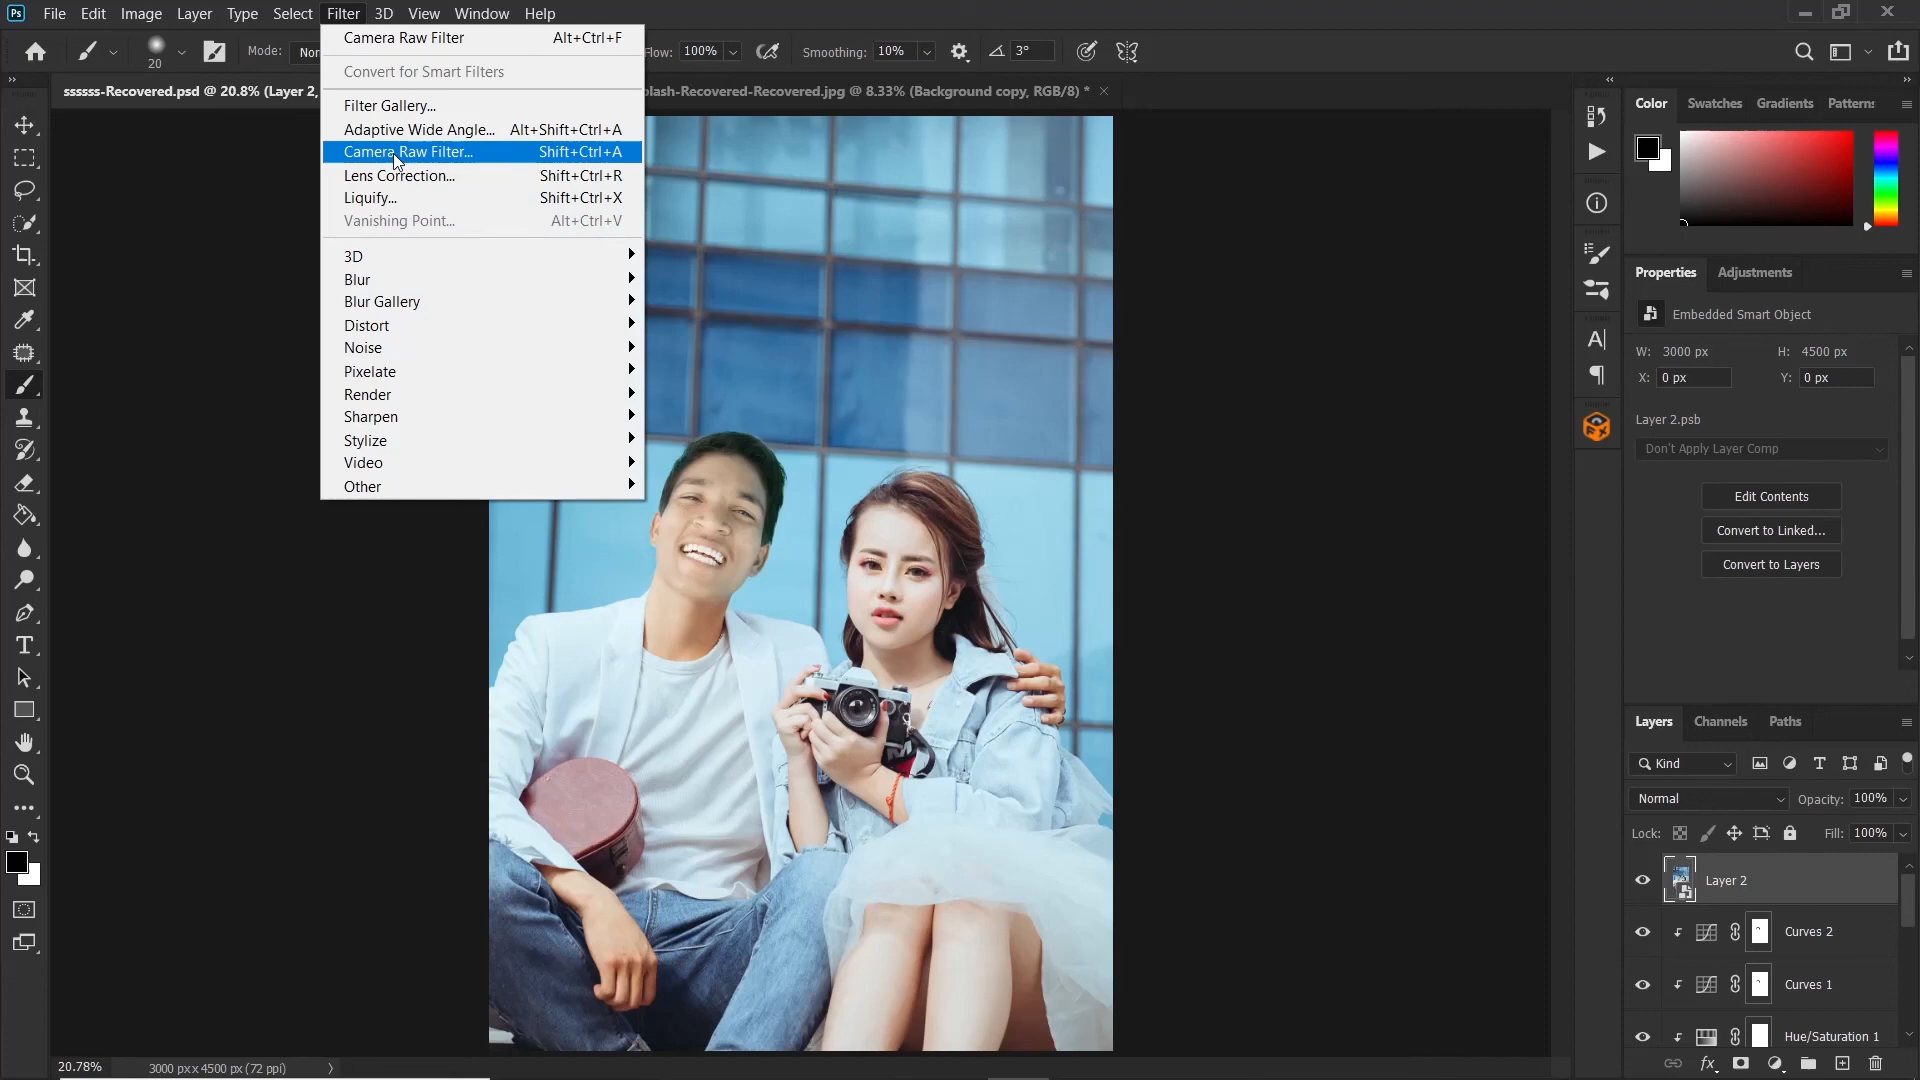 Ps File Edit Image Layer Type Select Filter 3D View Window Help
20 Mode: Flow: 100% Smoothing: 10% 3°
ssssss-Recovered.psd @ 20.8% (Layer 2, plash-Recovered-Recovered.jpg @ 8.33% (Background copy, RGB/8) *
Camera Raw Filter Alt+Ctrl+F
Convert for Smart Filters
Filter Gallery...
Adaptive Wide Angle... Alt+Shift+Ctrl+A
Camera Raw Filter... Shift+Ctrl+A
Lens Correction... Shift+Ctrl+R
Liquify... Shift+Ctrl+X
Vanishing Point... Alt+Ctrl+V
3D
Blur
Blur Gallery
Distort
Noise
Pixelate
Render
Sharpen
Stylize
Video
Other
Color Swatches Gradients Patterns
Properties Adjustments
Embedded Smart Object
W: 3000 px H: 4500 px
X: 0 px Y: 0 px
Layer 2.psb
Don't Apply Layer Comp
Edit Contents
Convert to Linked...
Convert to Layers
Layers Channels Paths
Kind
Normal Opacity: 100%
Lock: Fill: 100%
Layer 2
Curves 2
Curves 1
Hue/Saturation 1
fx
20.78% 3000 px x 4500 px (72 ppi)